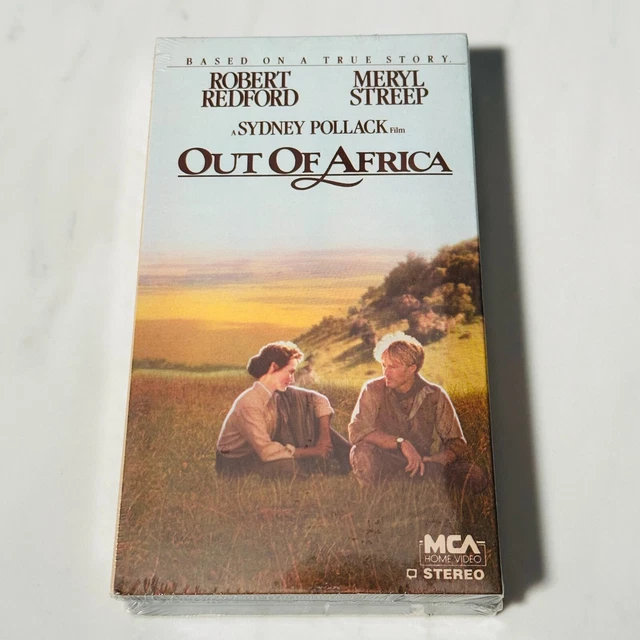 BASED ON A TRUE STORY.
ROBERT REDFORD
MERYL STREEP
A SYDNEY POLLACK Film
OUT OF AFRICA
MCA
HOME VIDEO
STEREO